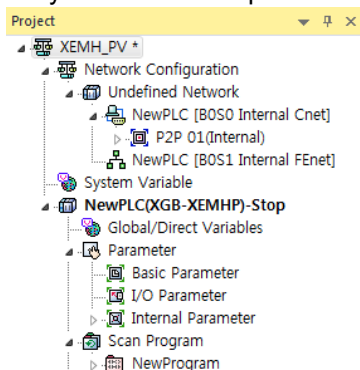 Project
XEMH_PV *
Network Configuration
Undefined Network
NewPLC [B0S0 Internal Cnet]
P2P 01(Internal)
NewPLC [B0S1 Internal FEnet]
System Variable
NewPLC(XGB-XEMHP)-Stop
Global/Direct Variables
Parameter
Basic Parameter
I/O Parameter
Internal Parameter
Scan Program
NewProgram